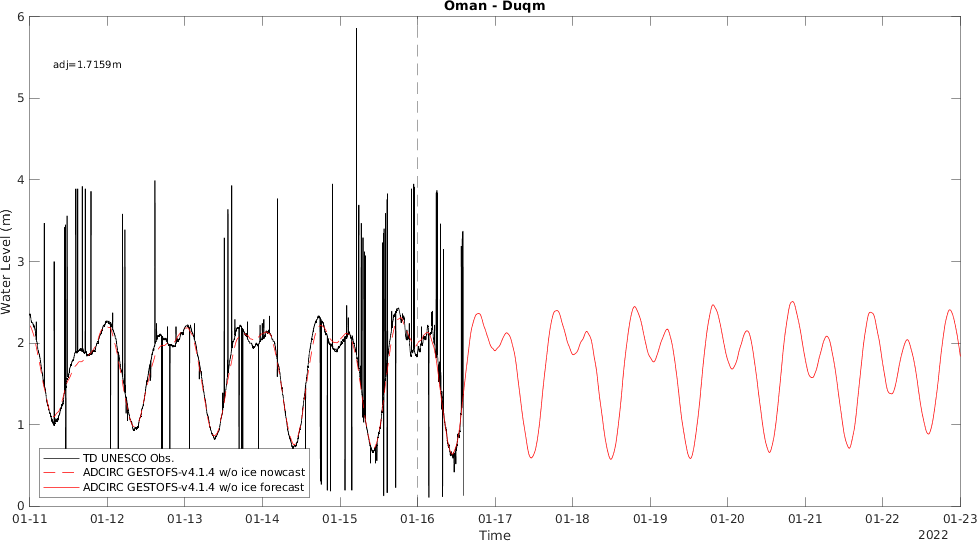 Oman - Duqm
6
adj=1.7159m
5
4
3
2
1
0
Water Level (m)
TD UNESCO Obs.
ADCIRC GESTOFS-v4.1.4 w/o ice nowcast
ADCIRC GESTOFS-v4.1.4 w/o ice forecast
01-11 01-12 01-13 01-14 01-15 01-16 01-17 01-18 01-19 01-20 01-21 01-22 01-23
Time
2022